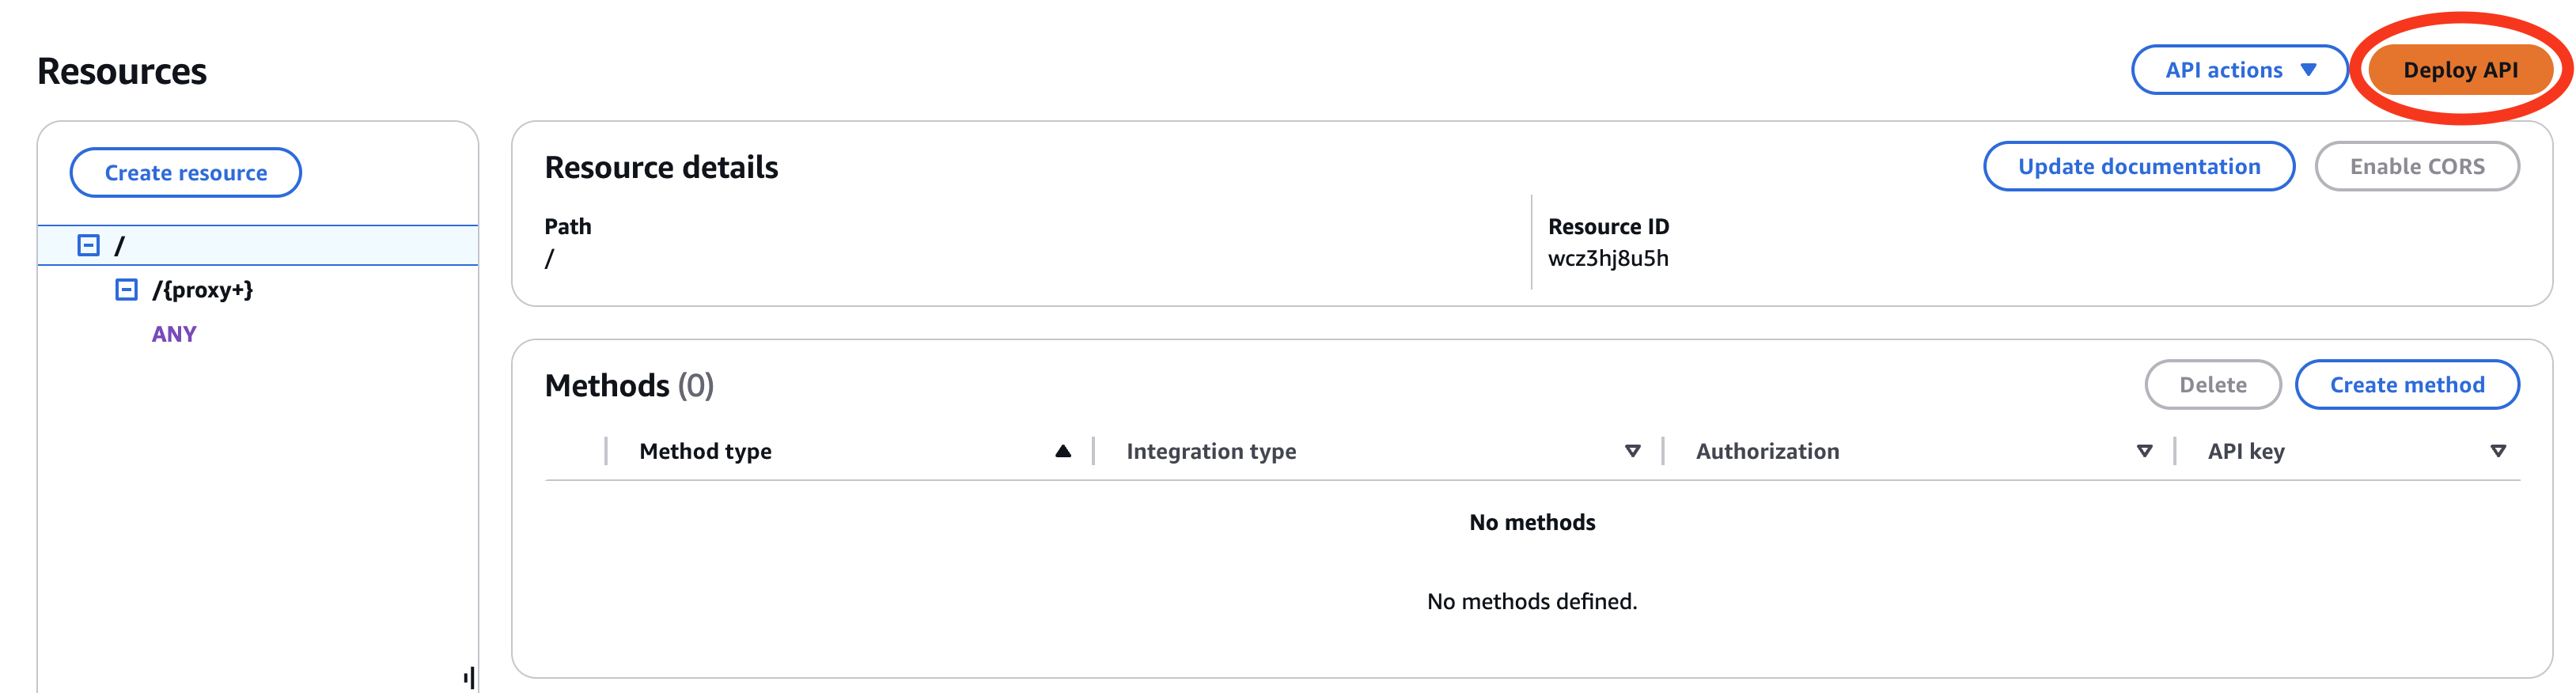 Resources
API actions
Deploy API
Create resource
/
/{proxy+}
ANY
Resource details
Update documentation
Enable CORS
Path
/
Resource ID
wcz3hj8u5h
Methods (0)
Delete
Create method
Method type
Integration type
Authorization
API key
No methods
No methods defined.